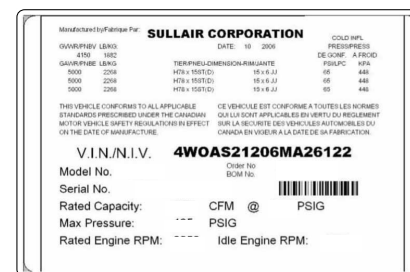 Manufactured by/Fabrique Par: SULLAIR CORPORATION
COLD INFL.
GVWR/PNBV LB/KG: DATE: 10 2006 PRESS/PRESS
4150 1882 DE GONF. A FROID
GAWR/PNBE LB/KG: TIER/PNEU-DIMENSION-RIM/JANTE PSI/LPC KPA
5000 2268 H78 x 15ST(D) 15 x 6 JJ 65 448
5000 2268 H78 x 15ST(D) 15 x 6 JJ 65 448
5000 2268 H78 x 15ST(D) 15 x 6 JJ 65 448
THIS VEHICLE CONFORMS TO ALL APPLICABLE
STANDARDS PRESCRIBED UNDER THE CANADIAN
MOTOR VEHICLE SAFETY REGULATIONS IN EFFECT
ON THE DATE OF MANUFACTURE.
CE VEHICULE EST CONFORME A TOUTES LES NORMES
QUI LUI SONT APPLICABLES EN VERTU DU REGLEMENT
SUR LA SECURITE DES VEHICULES AUTOMOBILES DU
CANADA EN VIGEUR A LA DATE DE SA FABRICATION.
V.I.N./N.I.V. 4WOAS21206MA26122
Order No
Model No. BOM No
Serial No.
Rated Capacity: CFM @ PSIG
Max Pressure: PSIG
Rated Engine RPM: Idle Engine RPM: